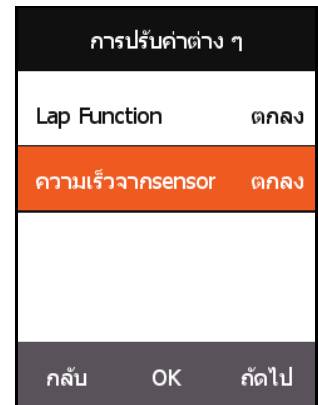 การปรับค่าต่าง ๆ
Lap Function ตกลง
ความเร็วจากsensor ตกลง
กลับ OK ถัดไป